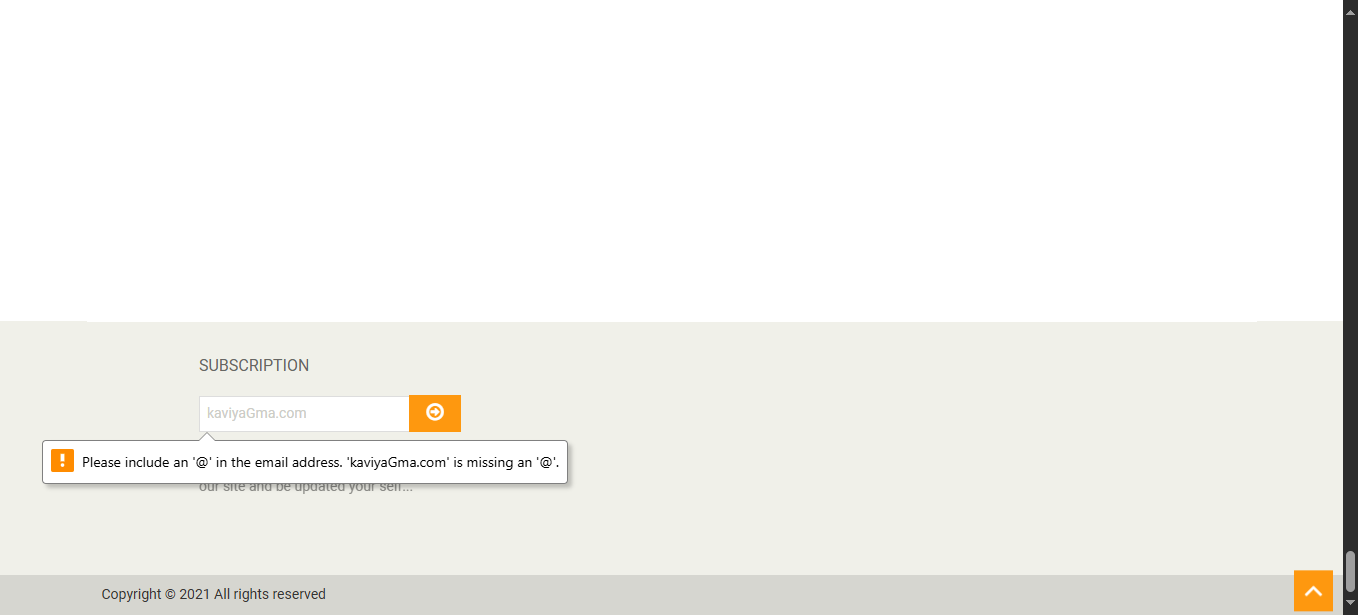 SUBSCRIPTION
kaviyaGma.com
Please include an '@' in the email address. 'kaviyaGma.com' is missing an '@'.
our site and be updated your self...
Copyright © 2021 All rights reserved